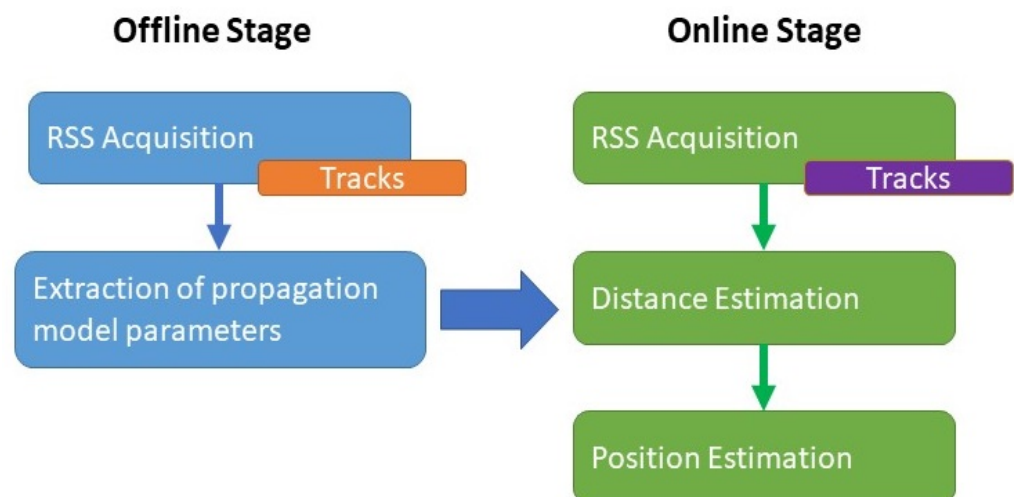 Offline Stage
Online Stage
RSS Acquisition
Tracks
Extraction of propagation
model parameters
RSS Acquisition
Tracks
Distance Estimation
Position Estimation